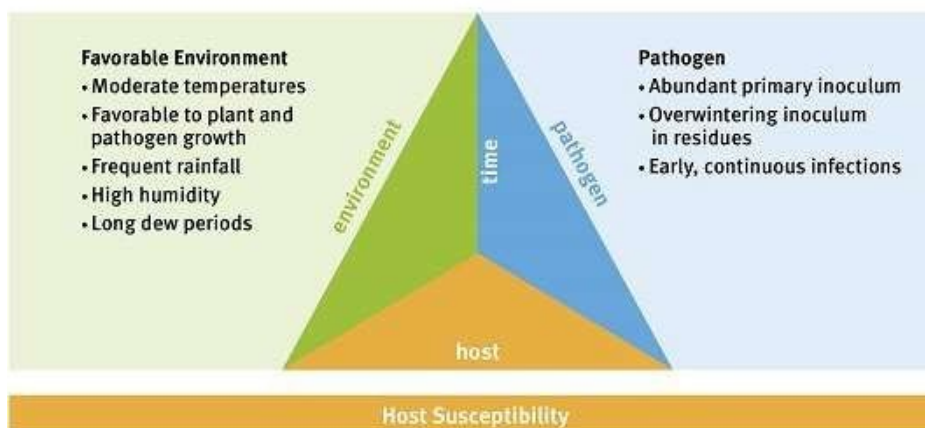 Favorable Environment
• Moderate temperatures
• Favorable to plant and
pathogen growth
• Frequent rainfall
• High humidity
• Long dew periods
environment
time
pathogen
host
Pathogen
• Abundant primary inoculum
• Overwintering inoculum
in residues
• Early, continuous infections
Host Susceptibility